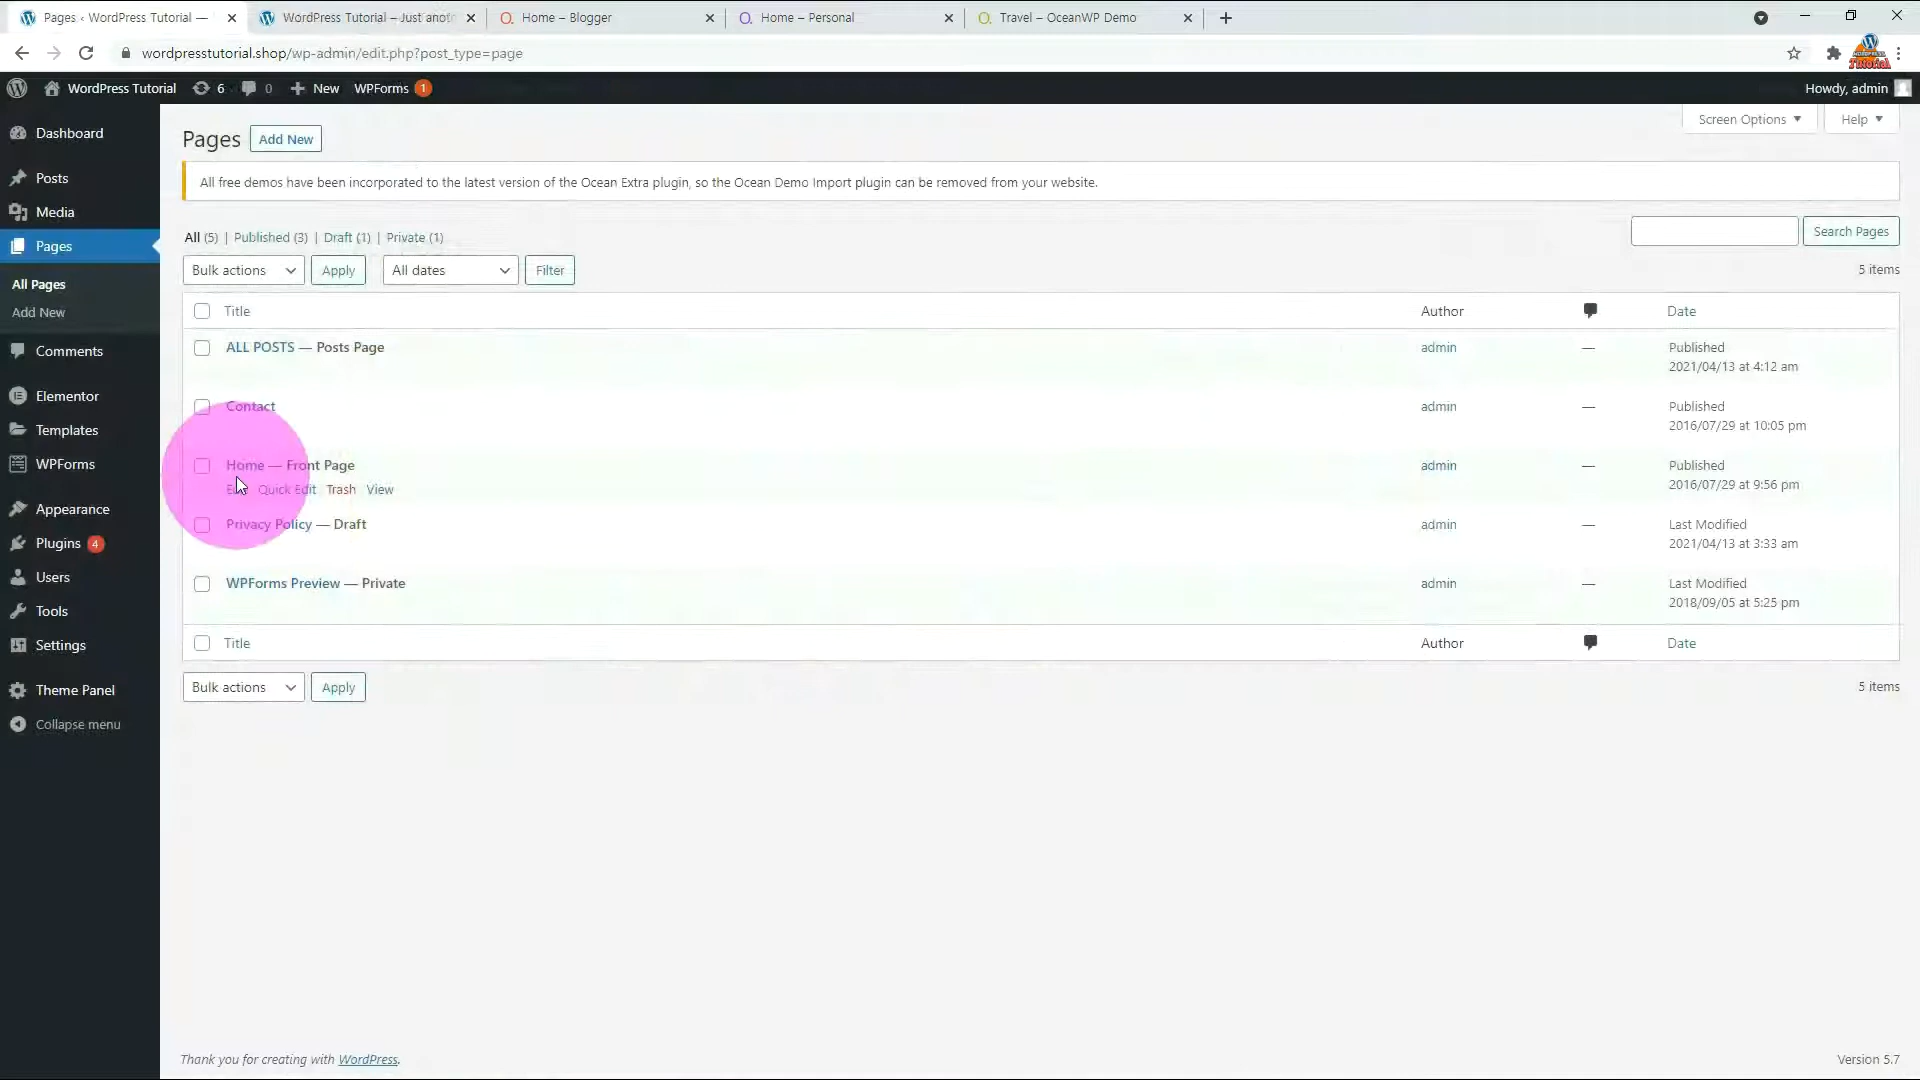 Pages ‹ WordPress Tutorial —
WordPress Tutorial – Just anot
Home – Blogger
Home – Personal
Travel – OceanWP Demo
wordpresstutorial.shop/wp-admin/edit.php?post_type=page
WordPress Tutorial
6
0
New
WPForms 1
Howdy, admin
Dashboard
Posts
Media
Pages
All Pages
Add New
Comments
Elementor
Templates
WPForms
Appearance
Plugins 4
Users
Tools
Settings
Theme Panel
Collapse menu
Screen Options
Help
Pages
Add New
All free demos have been incorporated to the latest version of the Ocean Extra plugin, so the Ocean Demo Import plugin can be removed from your website.
All (5) | Published (3) | Draft (1) | Private (1)
Search Pages
Bulk actions
Apply
All dates
Filter
5 items
Title
Author
Date
ALL POSTS — Posts Page
admin
—
Published
2021/04/13 at 4:12 am
Contact
admin
—
Published
2016/07/29 at 10:05 pm
Home — Front Page
Quick Edit Trash View
admin
—
Published
2016/07/29 at 9:56 pm
Privacy Policy — Draft
admin
—
Last Modified
2021/04/13 at 3:33 am
WPForms Preview — Private
admin
—
Last Modified
2018/09/05 at 5:25 pm
Title
Author
Date
Bulk actions
Apply
5 items
Thank you for creating with WordPress.
Version 5.7